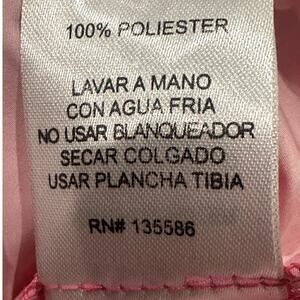 100% POLIESTER
LAVAR A MANO
CON AGUA FRIA
NO USAR BLANQUEADOR
SECAR COLGADO
USAR PLANCHA TIBIA
RN# 135586